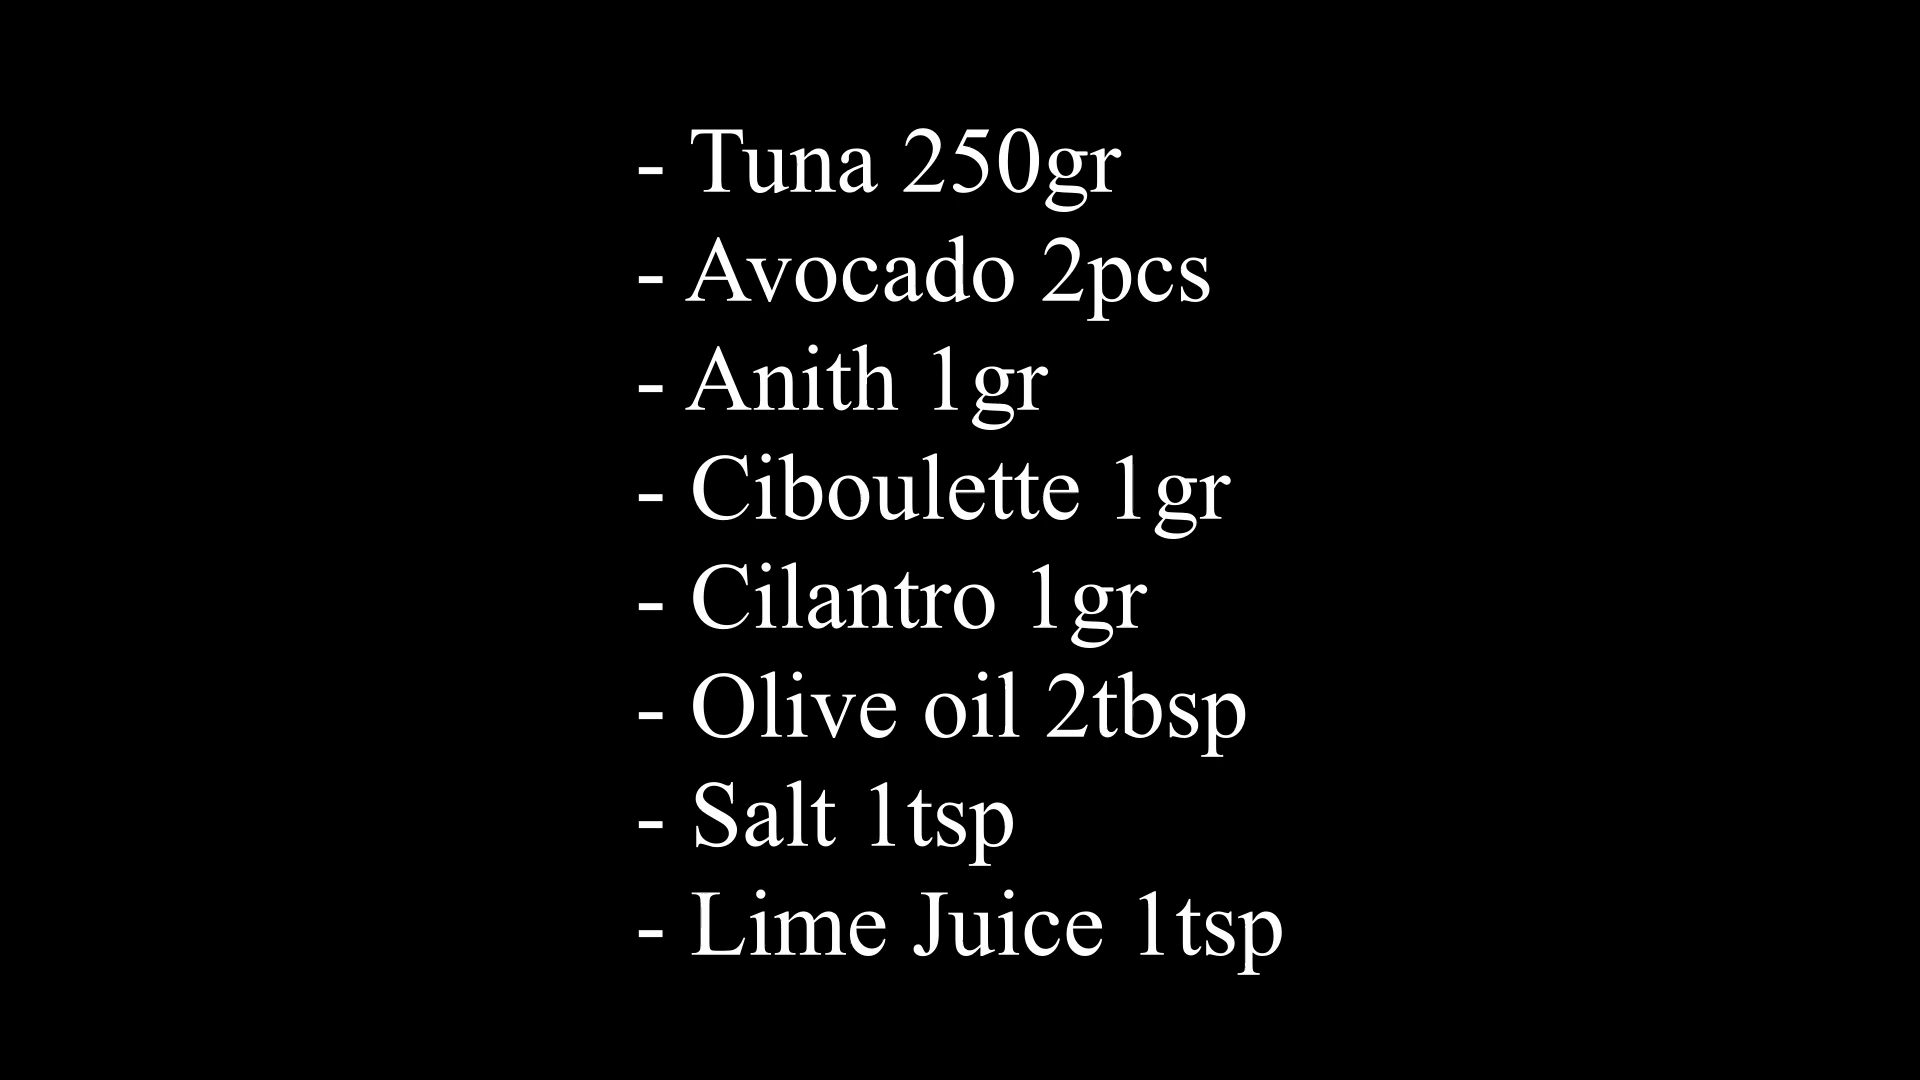 - Tuna 250gr
- Avocado 2pcs
- Anith 1gr
- Ciboulette 1gr
- Cilantro 1gr
- Olive oil 2tbsp
- Salt 1tsp
- Lime Juice 1tsp